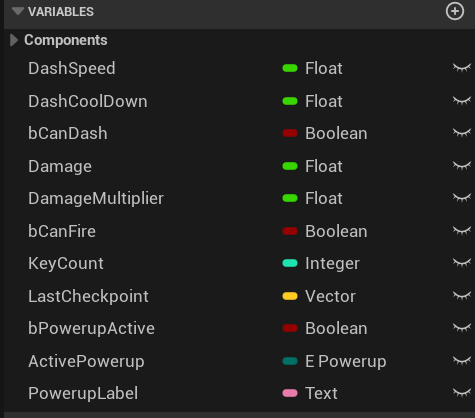 VARIABLES
Components
DashSpeed Float
DashCoolDown Float
bCanDash Boolean
Damage Float
DamageMultiplier Float
bCanFire Boolean
KeyCount Integer
LastCheckpoint Vector
bPowerupActive Boolean
ActivePowerup E Powerup
PowerupLabel Text